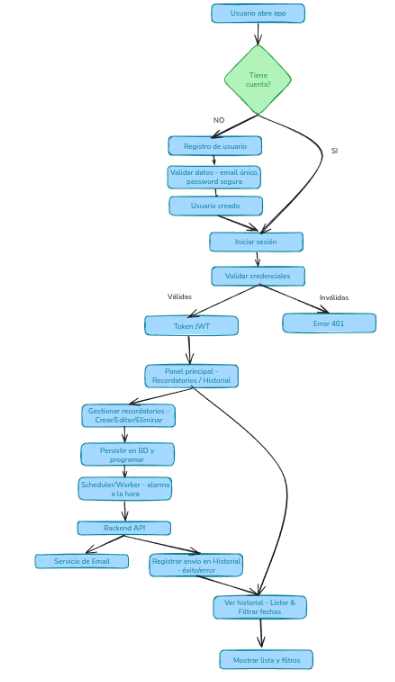 Usuario abre app
Tiene
cuenta?
NO
SI
Registro de usuario
Validar datos - email único,
password segura
Usuario creado
Iniciar sesión
Validar credenciales
Válidas
Inválidas
Token JWT
Error 401
Panel principal -
Recordatorios / Historial
Gestionar recordatorios -
Crear/Editar/Eliminar
Persistir en BD y
programar
Scheduler/Worker - alarma
a la hora
Backend API
Servicio de Email
Registrar envio en Historial
- éxito/error
Ver historial - Listar &
Filtrar fechas
Mostrar lista y filtros